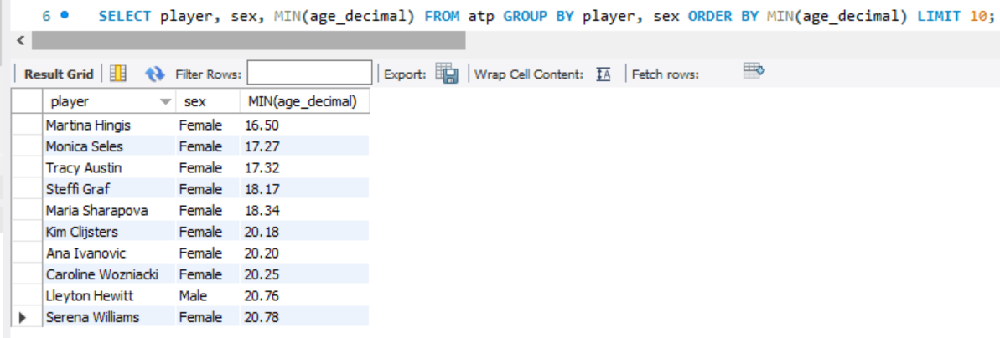 6 SELECT player, sex, MIN(age_decimal) FROM atp GROUP BY player, sex ORDER BY MIN(age_decimal) LIMIT 10;
Result Grid Filter Rows: Export: Wrap Cell Content: IA Fetch rows:
player sex MIN(age_decimal)
Martina Hingis Female 16.50
Monica Seles Female 17.27
Tracy Austin Female 17.32
Steffi Graf Female 18.17
Maria Sharapova Female 18.34
Kim Clijsters Female 20.18
Ana Ivanovic Female 20.20
Caroline Wozniacki Female 20.25
Lleyton Hewitt Male 20.76
Serena Williams Female 20.78